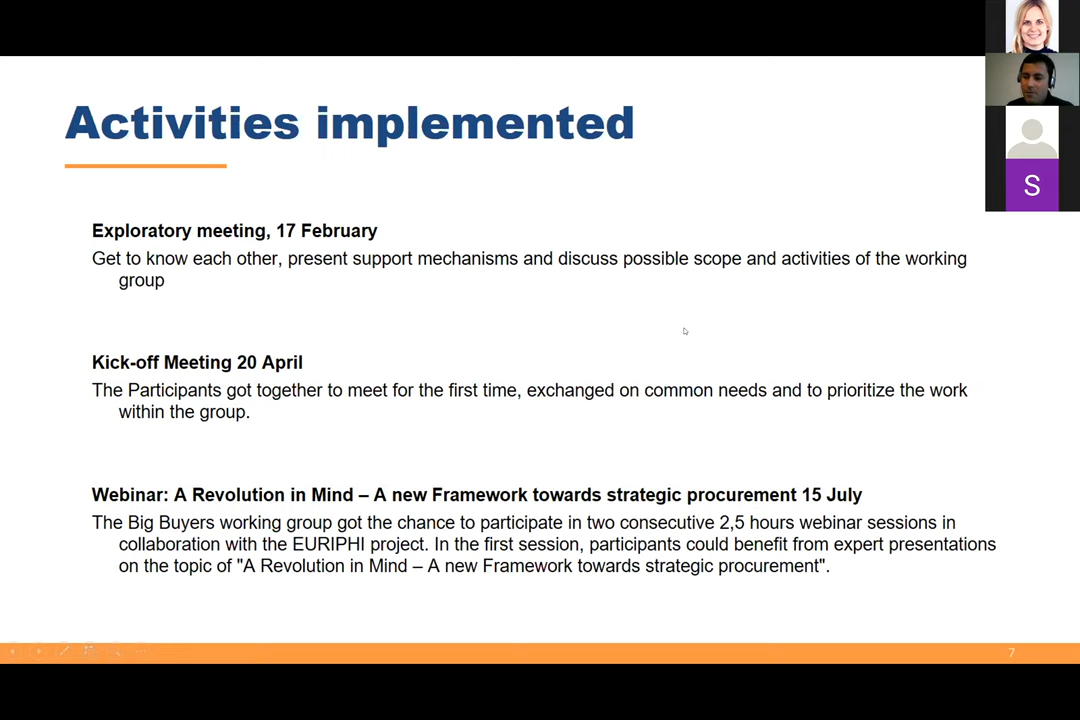 Activities implemented
S
Exploratory meeting, 17 February
Get to know each other, present support mechanisms and discuss possible scope and activities of the working
group
Kick-off Meeting 20 April
The Participants got together to meet for the first time, exchanged on common needs and to prioritize the work
within the group.
Webinar: A Revolution in Mind – A new Framework towards strategic procurement 15 July
The Big Buyers working group got the chance to participate in two consecutive 2,5 hours webinar sessions in
collaboration with the EURIPHI project. In the first session, participants could benefit from expert presentations
on the topic of "A Revolution in Mind – A new Framework towards strategic procurement".
7